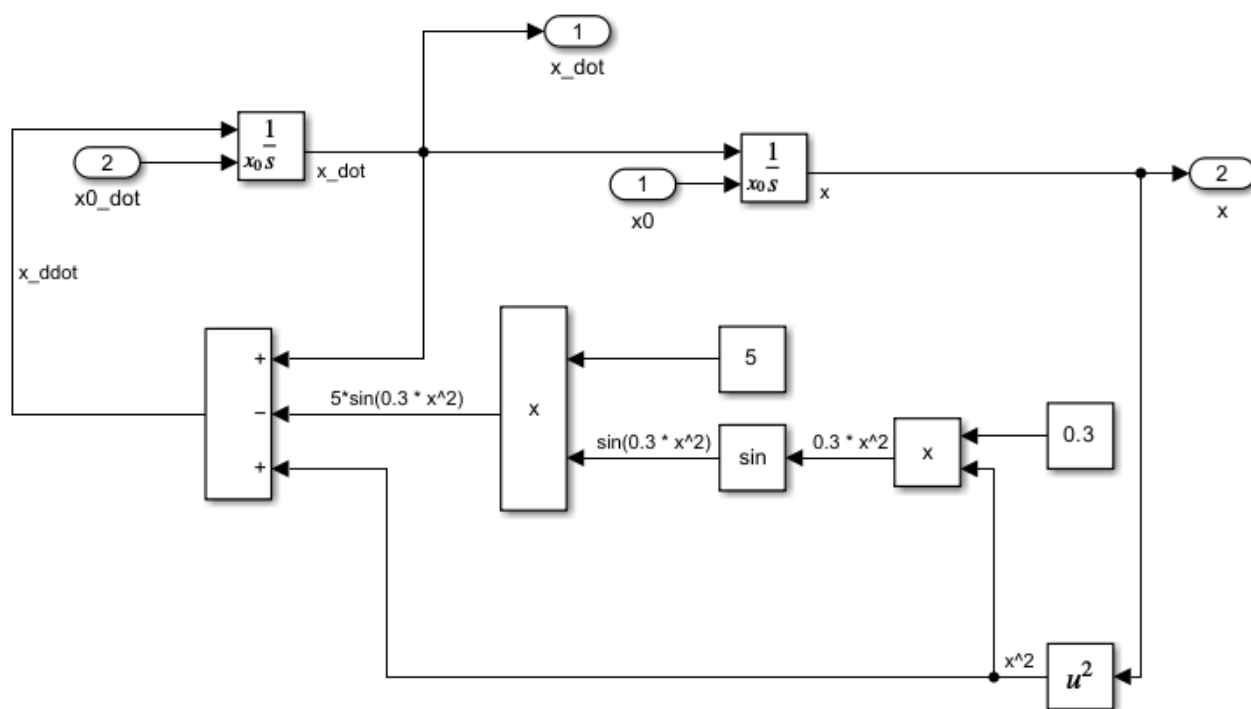 1
x_dot
1
x₀ s
x_dot
2
x0_dot
1
x₀ s
x
1
x0
2
x
x_ddot
+
−
+
5*sin(0.3 * x^2)
x
5
sin(0.3 * x^2)
sin
0.3 * x^2
x
0.3
x^2
u²